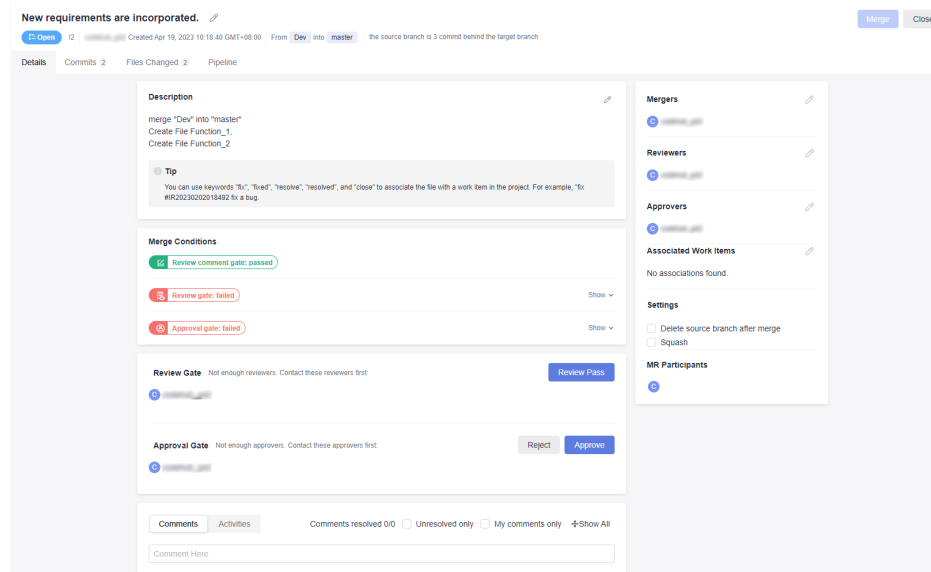 New requirements are incorporated.
Merge
Close
Open
!2
Created Apr 19, 2023 10:18:40 GMT+08:00
From Dev into master
the source branch is 3 commit behind the target branch
Details
Commits 2
Files Changed 2
Pipeline
Description
merge "Dev" into "master"
Create File Function_1,
Create File Function_2
Tip
You can use keywords "fix", "fixed", "resolve", "resolved", and "close" to associate the file with a work item in the project. For example, "fix
#IR20230202018492 fix a bug.
Merge Conditions
Review comment gate: passed
Review gate: failed
Show
Approval gate: failed
Show
Review Gate
Not enough reviewers. Contact these reviewers first:
Review Pass
C
Approval Gate
Not enough approvers. Contact these approvers first:
Reject
Approve
C
Comments
Activities
Comments resolved 0/0
Unresolved only
My comments only
Show All
Comment Here
Mergers
C
Reviewers
C
Approvers
C
Associated Work Items
No associations found.
Settings
Delete source branch after merge
Squash
MR Participants
C